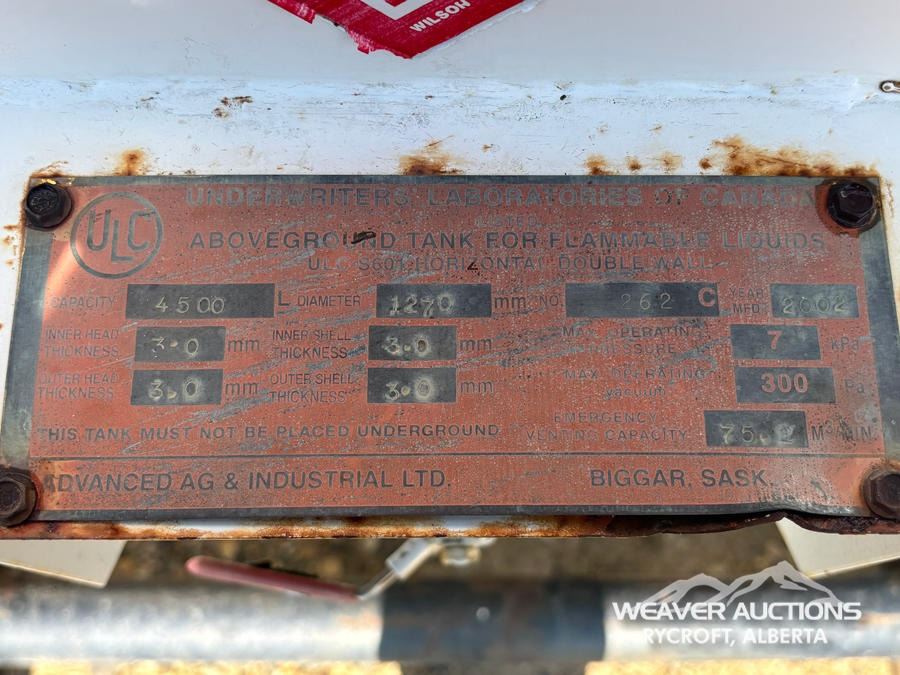 WILSON
UNDERWRITERS' LABORATORIES OF CANADA
LISTED
ULC
ABOVEGROUND TANK FOR FLAMMABLE LIQUIDS
ULC S601 HORIZONTAL DOUBLE WALL
CAPACITY 4500 L DIAMETER 1270 mm NO. 262 C YEAR MFD 2002
INNER HEAD THICKNESS 3.0 mm INNER SHELL THICKNESS 3.0 mm MAX. OPERATING PRESSURE 7 kPa
OUTER HEAD THICKNESS 3.0 mm OUTER SHELL THICKNESS 3.0 mm MAX. OPERATING vacuum 300
THIS TANK MUST NOT BE PLACED UNDERGROUND EMERGENCY VENTING CAPACITY 75.2 M³/MIN.
ADVANCED AG & INDUSTRIAL LTD. BIGGAR, SASK.
WEAVER AUCTIONS
RYCROFT, ALBERTA